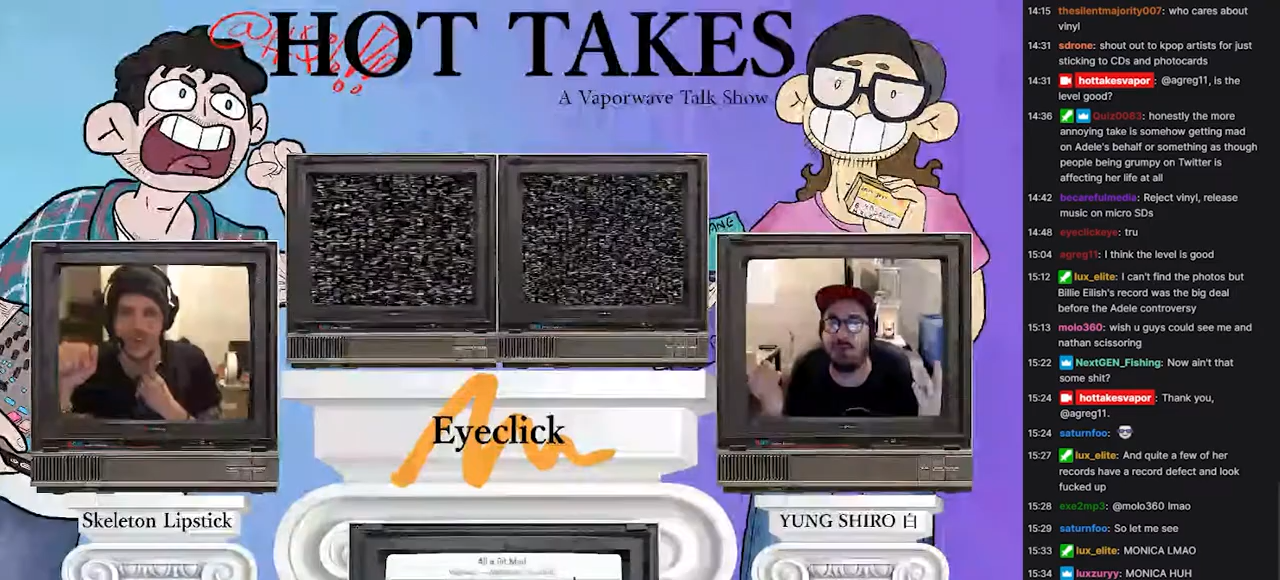 @
HOT TAKES
A Vaporwave Talk Show
Eyeclick
Skeleton Lipstick
YUNG SHIRO 白
14:15 thesilentmajority007: who cares about
vinyl
14:31 sdrone: shout out to kpop artists for just
sticking to CDs and photocards
14:31 hottakesvapor: @agreg11, is the
level good?
14:36 Quiz0083: honestly the more
annoying take is somehow getting mad
on Adele's behalf or something as though
people being grumpy on Twitter is
affecting her life at all
14:42 becarefulmedia: Reject vinyl, release
music on micro SDs
14:48 eyeclickeye: tru
15:04 agreg11: I think the level is good
15:12 lux_elite: I can't find the photos but
Billie Eilish's record was the big deal
before the Adele controversy
15:13 molo360: wish u guys could see me and
nathan scissoring
15:22 NextGEN_Fishing: Now ain't that
some shit?
15:24 hottakesvapor: Thank you,
@agreg11.
15:24 saturnfoo:
15:27 lux_elite: And quite a few of her
records have a record defect and look
fucked up
15:28 exe2mp3: @molo360 lmao
15:29 saturnfoo: So let me see
15:33 lux_elite: MONICA LMAO
15:34 luxzuryy: MONICA HUH